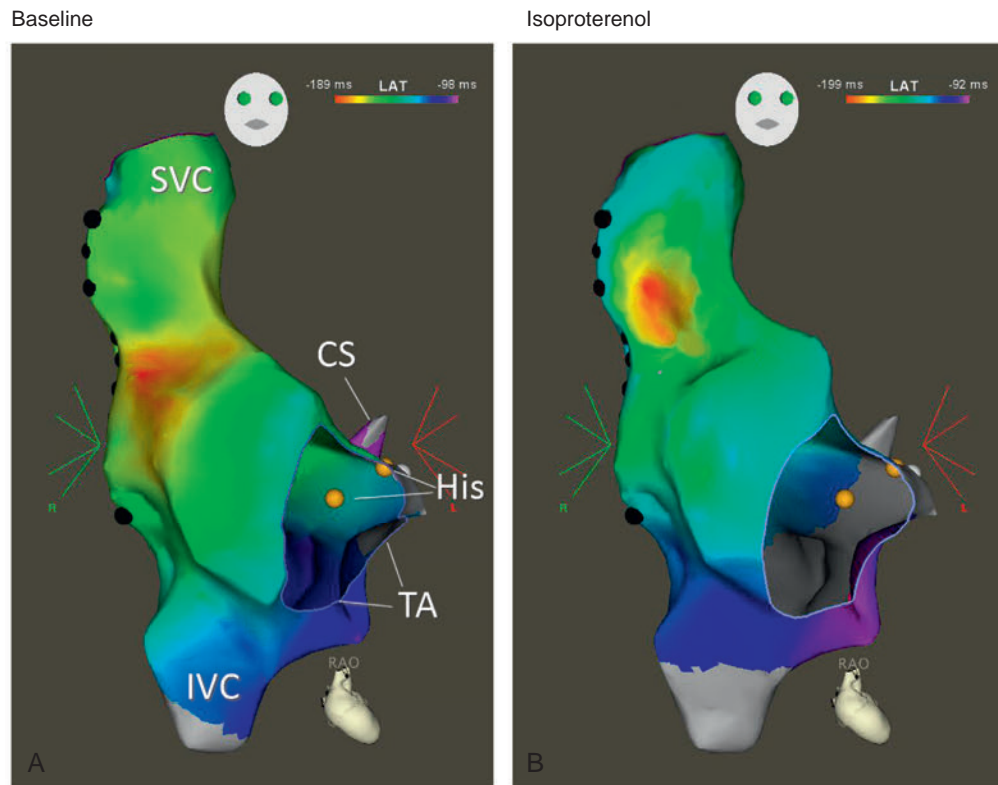 Baseline
-189 ms LAT -98 ms
SVC
CS
His
R
L
TA
IVC
RAO
A
Isoproterenol
-199 ms LAT -92 ms
R
L
RAO
B